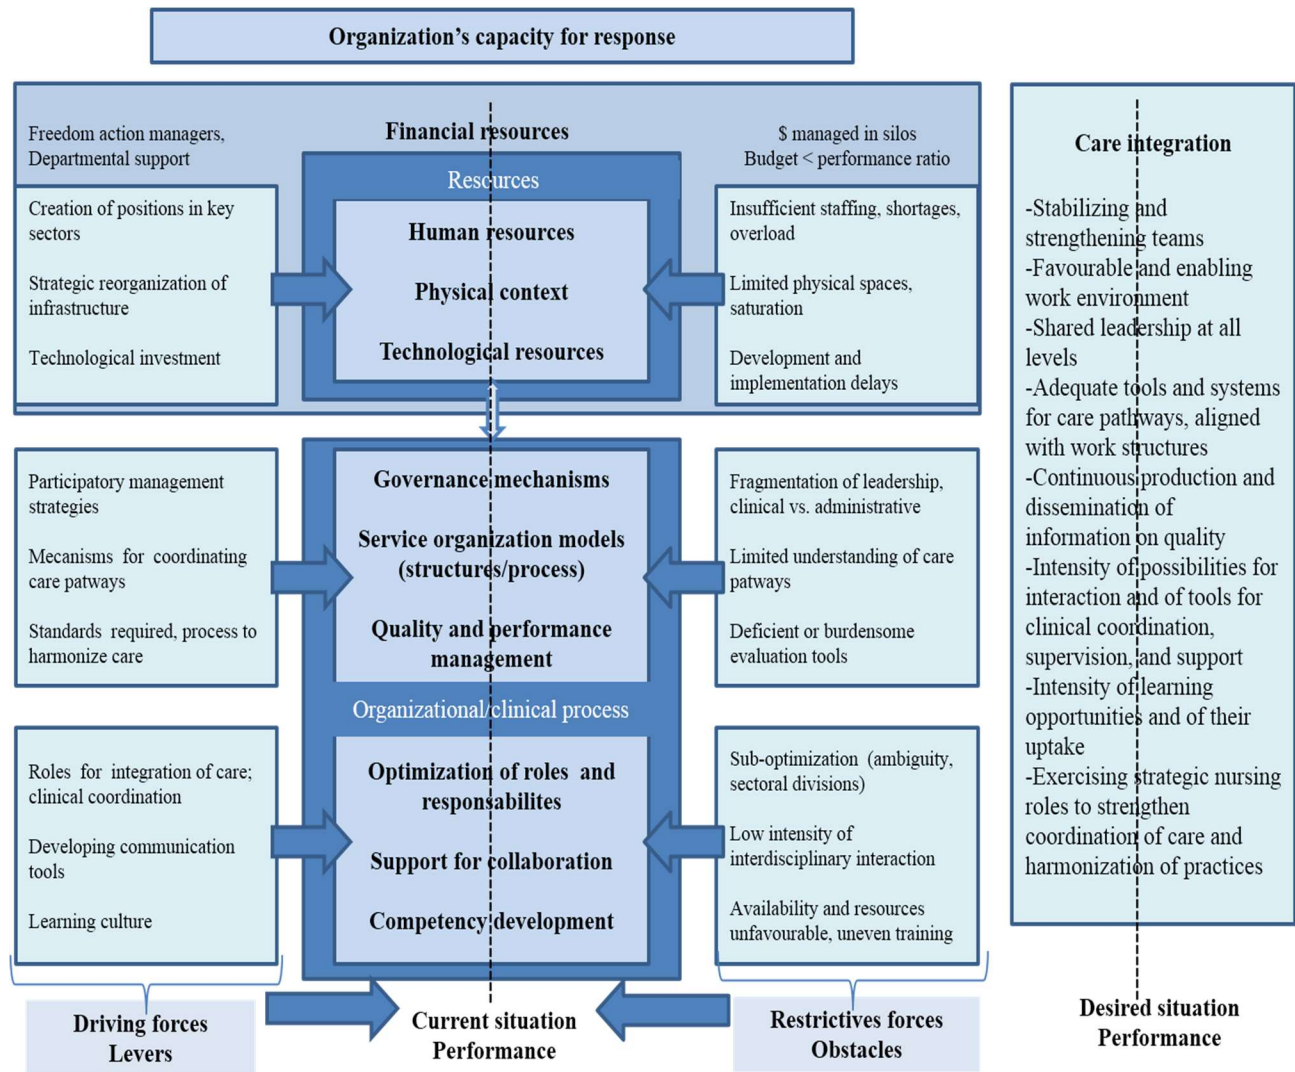 Organization’s capacity for response
Freedom action managers,
Departmental support
Financial resources
$ managed in silos
Budget < performance ratio
Resources
Creation of positions in key
sectors
Strategic reorganization of
infrastructure
Technological investment
Human resources
Physical context
Technological resources
Insufficient staffing, shortages,
overload
Limited physical spaces,
saturation
Development and
implementation delays
Participatory management
strategies
Mecanisms for coordinating
care patways
Standards required, process to
harmonize care
Governance mechanisms
Service organization models
(structures/process)
Quality and performance
management
Fragmentation of leadership,
clinical vs. administrative
Limited understanding of care
patways
Deficient or burdensome
evaluation tools
Organizational/clinical process
Roles for integration of care;
clinical coordination
Developing communication
tools
Learning culture
Optimization of roles and
responsabilites
Support for collaboration
Competency development
Sub-optimization (ambiguity,
sectoral divisions)
Low intensity of
interdisciplinary interaction
Availability and resources
unfavourable, uneven training
Driving forces
Levers
Current situation
Performance
Restrictives forces
Obstacles
Care integration
-Stabilizing and
strengthening teams
-Favourable and enabling
work environment
-Shared leadership at all
levels
-Adequate tools and systems
for care pathways, aligned
with work structures
-Continuous production and
dissemination of
information on quality
-Intensity of possibilities for
interaction and of tools for
clinical coordination,
supervision, and support
-Intensity of learning
opportunities and of their
uptake
-Exercising strategic nursing
roles to strengthen
coordination of care and
harmonization of practices
Desired situation
Performance